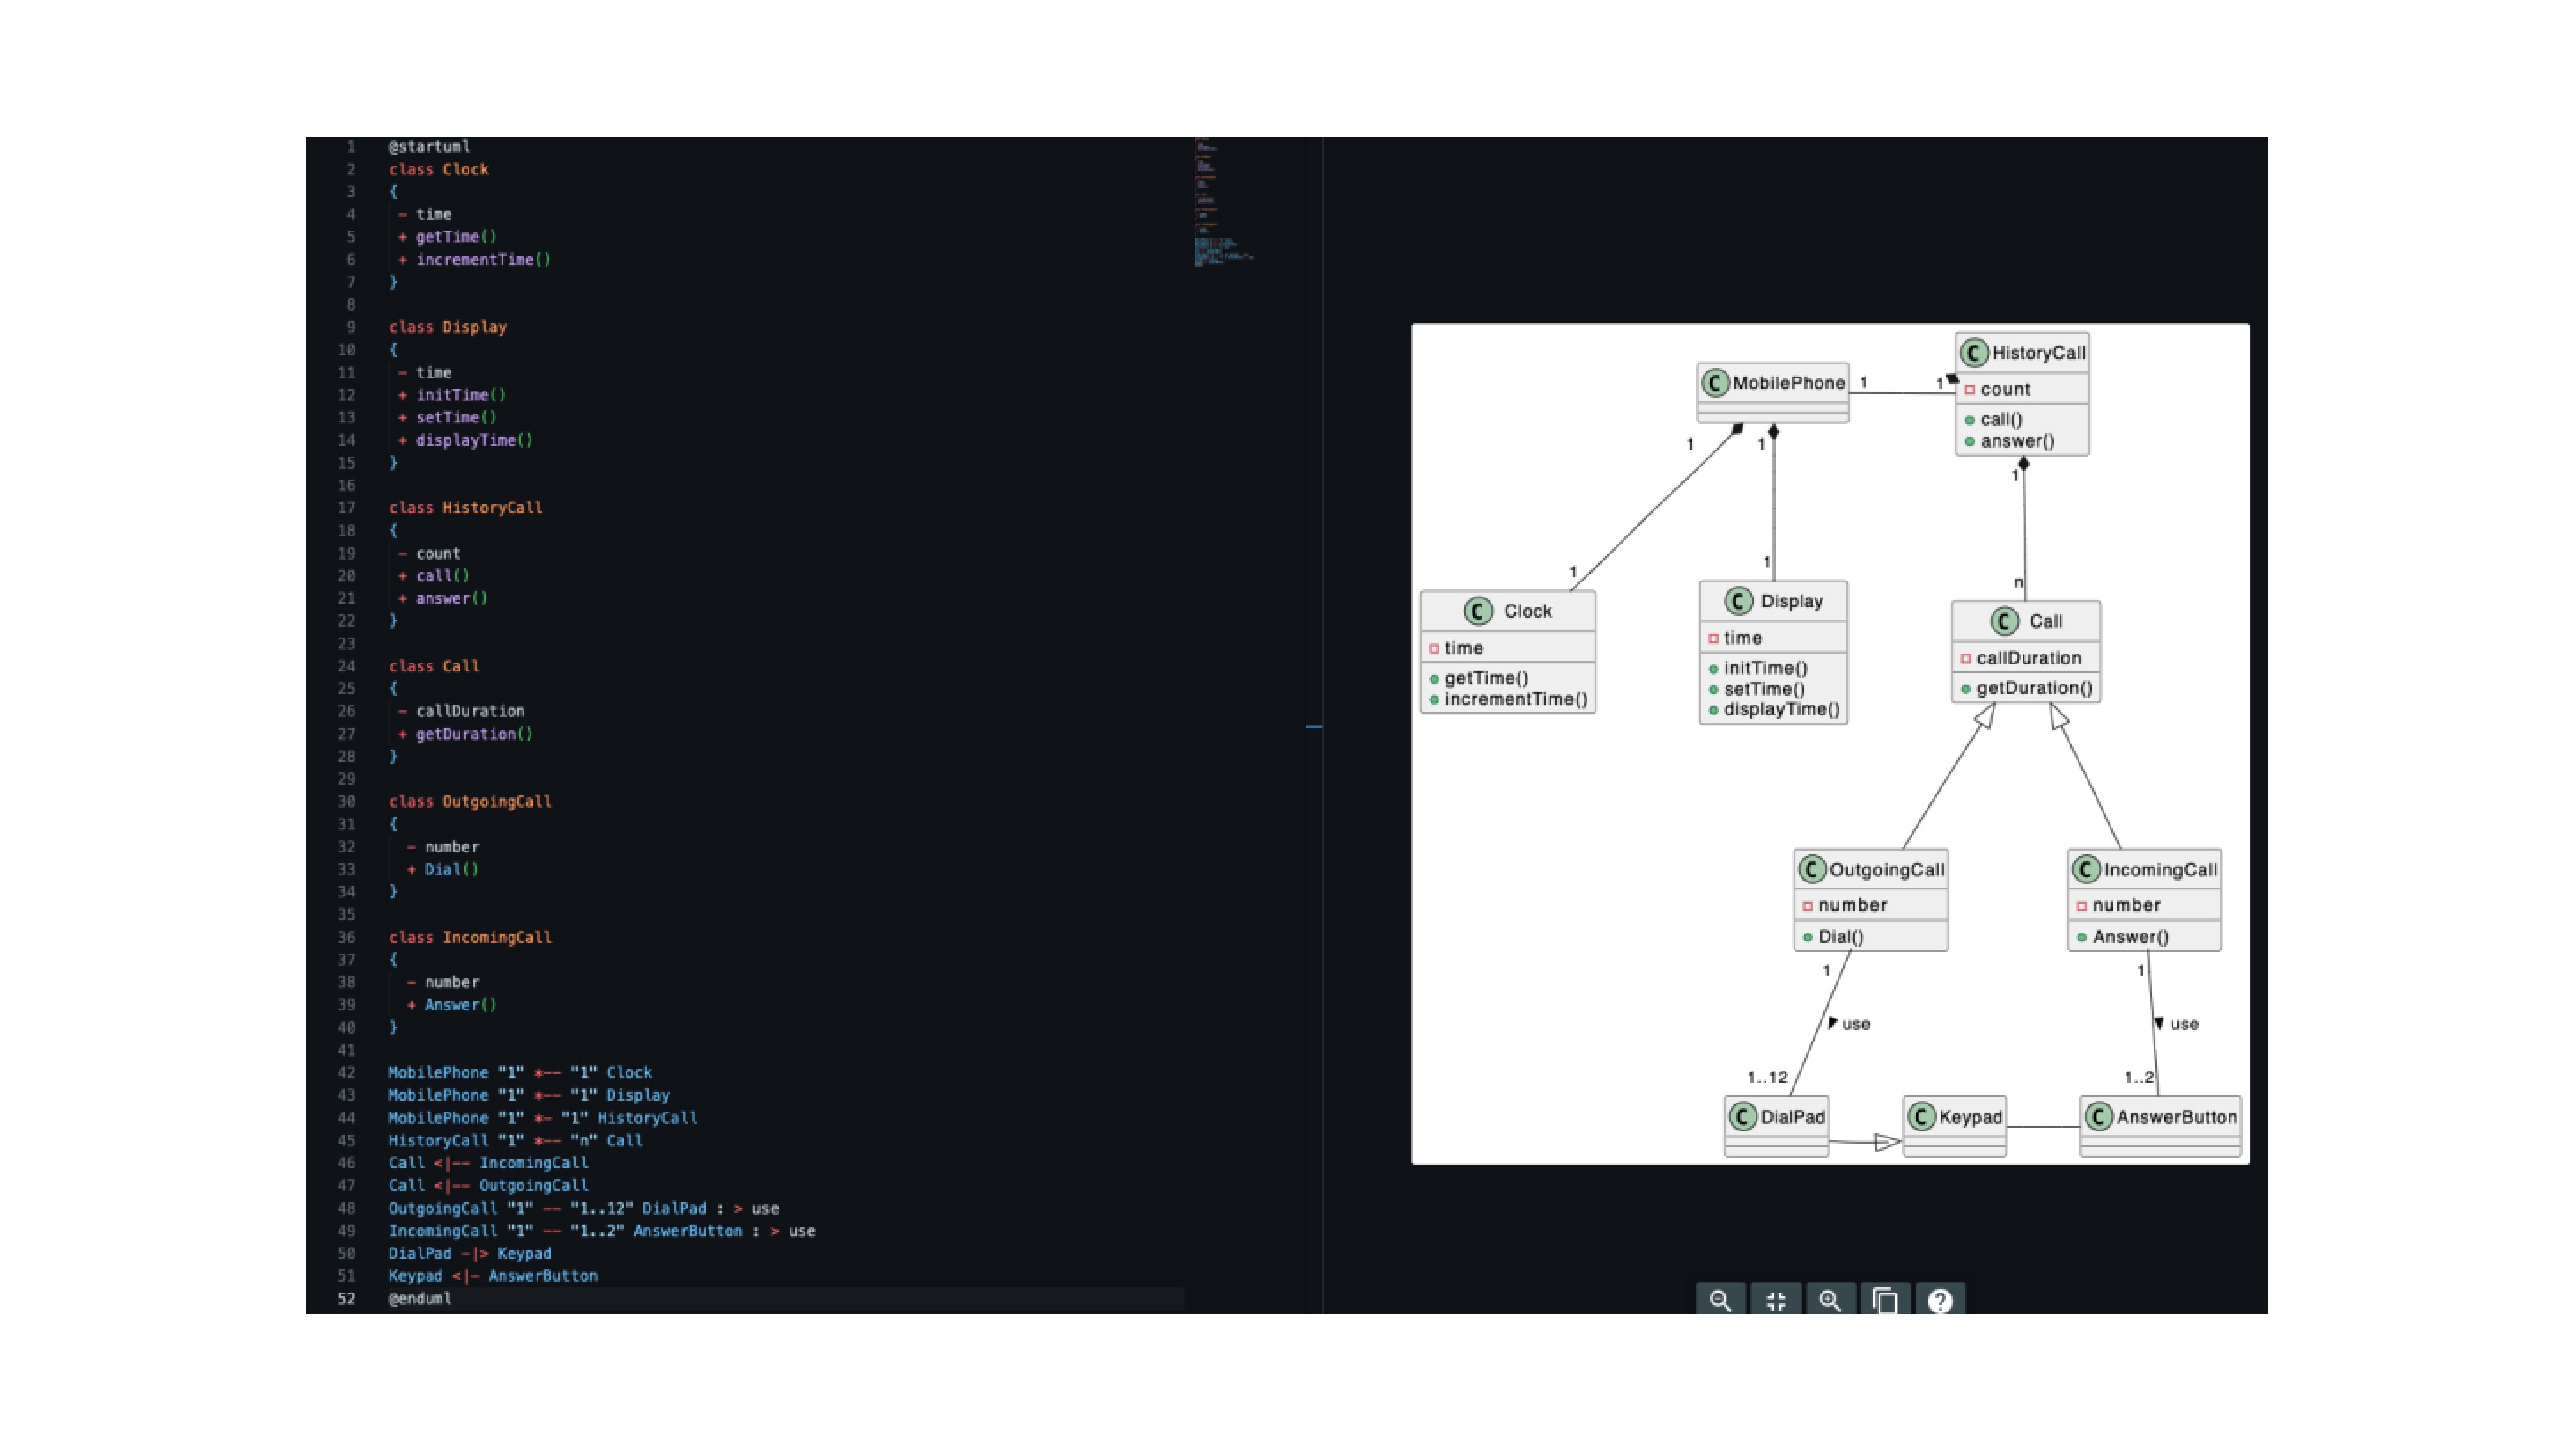 1 @startuml
2 class Clock
3 {
4 - time
5 + getTime()
6 + incrementTime()
7 }
8
9 class Display
10 {
11 - time
12 + initTime()
13 + setTime()
14 + displayTime()
15 }
16
17 class HistoryCall
18 {
19 - count
20 + call()
21 + answer()
22 }
23
24 class Call
25 {
26 - callDuration
27 + getDuration()
28 }
29
30 class OutgoingCall
31 {
32 - number
33 + Dial()
34 }
35
36 class IncomingCall
37 {
38 - number
39 + Answer()
40 }
41
42 MobilePhone "1" *-- "1" Clock
43 MobilePhone "1" *-- "1" Display
44 MobilePhone "1" *- "1" HistoryCall
45 HistoryCall "1" *-- "n" Call
46 Call <|-- IncomingCall
47 Call <|-- OutgoingCall
48 OutgoingCall "1" -- "1..12" DialPad : > use
49 IncomingCall "1" -- "1..2" AnswerButton : > use
50 DialPad -|> Keypad
51 Keypad <|- AnswerButton
52 @enduml
C HistoryCall
count
call()
answer()
C MobilePhone
1 1
1 1
1
1 1
n
C Clock
time
getTime()
incrementTime()
C Display
time
initTime()
setTime()
displayTime()
C Call
callDuration
getDuration()
C OutgoingCall
number
Dial()
C IncomingCall
number
Answer()
1 1
use use
1..12 1..2
C DialPad
C Keypad
C AnswerButton
?